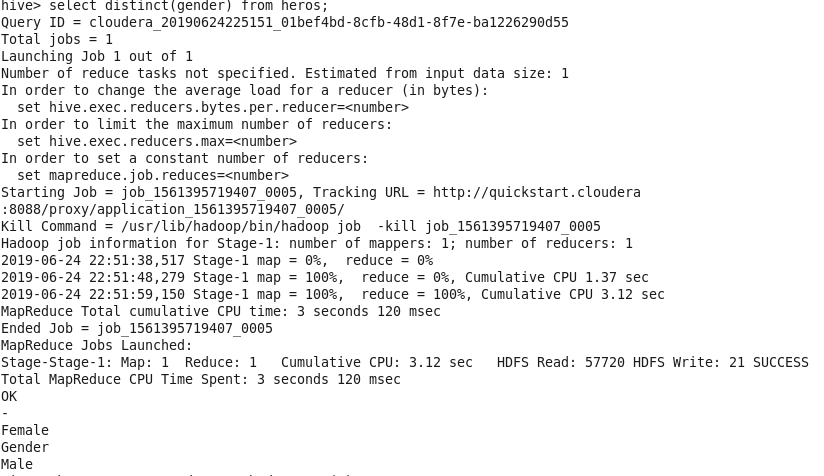 hive> select distinct(gender) from heros;
Query ID = cloudera_20190624225151_01bef4bd-8cfb-48d1-8f7e-ba1226290d55
Total jobs = 1
Launching Job 1 out of 1
Number of reduce tasks not specified. Estimated from input data size: 1
In order to change the average load for a reducer (in bytes):
  set hive.exec.reducers.bytes.per.reducer=<number>
In order to limit the maximum number of reducers:
  set hive.exec.reducers.max=<number>
In order to set a constant number of reducers:
  set mapreduce.job.reduces=<number>
Starting Job = job_1561395719407_0005, Tracking URL = http://quickstart.cloudera
:8088/proxy/application_1561395719407_0005/
Kill Command = /usr/lib/hadoop/bin/hadoop job  -kill job_1561395719407_0005
Hadoop job information for Stage-1: number of mappers: 1; number of reducers: 1
2019-06-24 22:51:38,517 Stage-1 map = 0%,  reduce = 0%
2019-06-24 22:51:48,279 Stage-1 map = 100%,  reduce = 0%, Cumulative CPU 1.37 sec
2019-06-24 22:51:59,150 Stage-1 map = 100%,  reduce = 100%, Cumulative CPU 3.12 sec
MapReduce Total cumulative CPU time: 3 seconds 120 msec
Ended Job = job_1561395719407_0005
MapReduce Jobs Launched:
Stage-Stage-1: Map: 1  Reduce: 1   Cumulative CPU: 3.12 sec   HDFS Read: 57720 HDFS Write: 21 SUCCESS
Total MapReduce CPU Time Spent: 3 seconds 120 msec
OK
-
Female
Gender
Male